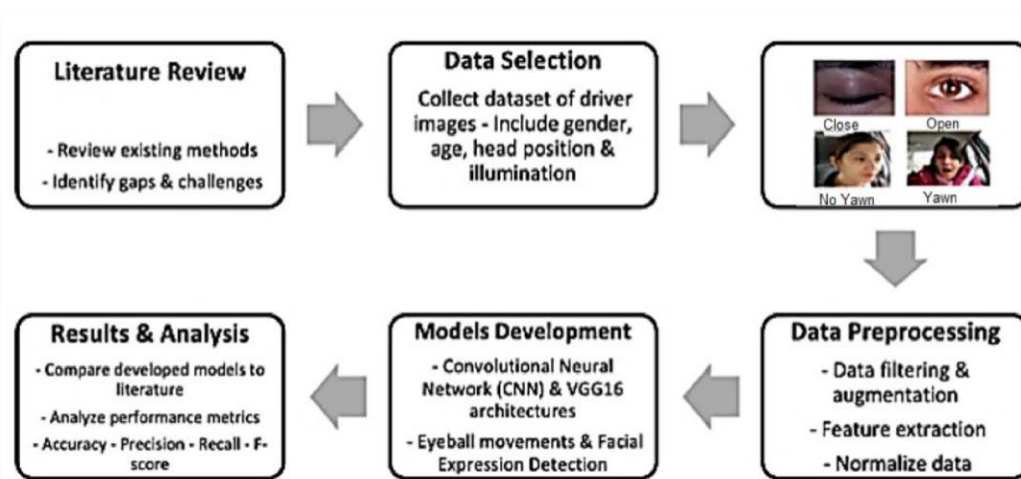 Literature Review
- Review existing methods
- Identify gaps & challenges
Data Selection
Collect dataset of driver
images - Include gender,
age, head position &
illumination
Close
Open
No Yawn
Yawn
Data Preprocessing
- Data filtering &
augmentation
- Feature extraction
- Normalize data
Models Development
- Convolutional Neural
Network (CNN) & VGG16
architectures
- Eyeball movements & Facial
Expression Detection
Results & Analysis
- Compare developed models to
literature
- Analyze performance metrics
- Accuracy - Precision - Recall - F-
score